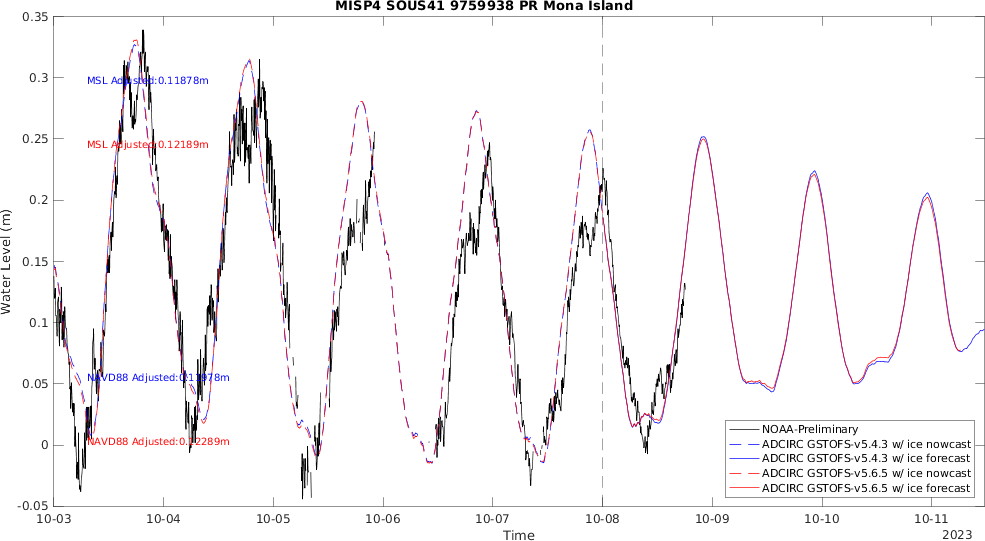 MISP4 SOUS41 9759938 PR Mona Island
0.35
0.3
0.25
0.2
0.15
0.1
0.05
0
-0.05
Water Level (m)
MSL Adjusted:0.11878m
MSL Adjusted:0.12189m
NAVD88 Adjusted:0.11978m
NAVD88 Adjusted:0.12289m
NOAA-Preliminary
ADCIRC GSTOFS-v5.4.3 w/ ice nowcast
ADCIRC GSTOFS-v5.4.3 w/ ice forecast
ADCIRC GSTOFS-v5.6.5 w/ ice nowcast
ADCIRC GSTOFS-v5.6.5 w/ ice forecast
10-03 10-04 10-05 10-06 10-07 10-08 10-09 10-10 10-11
Time
2023